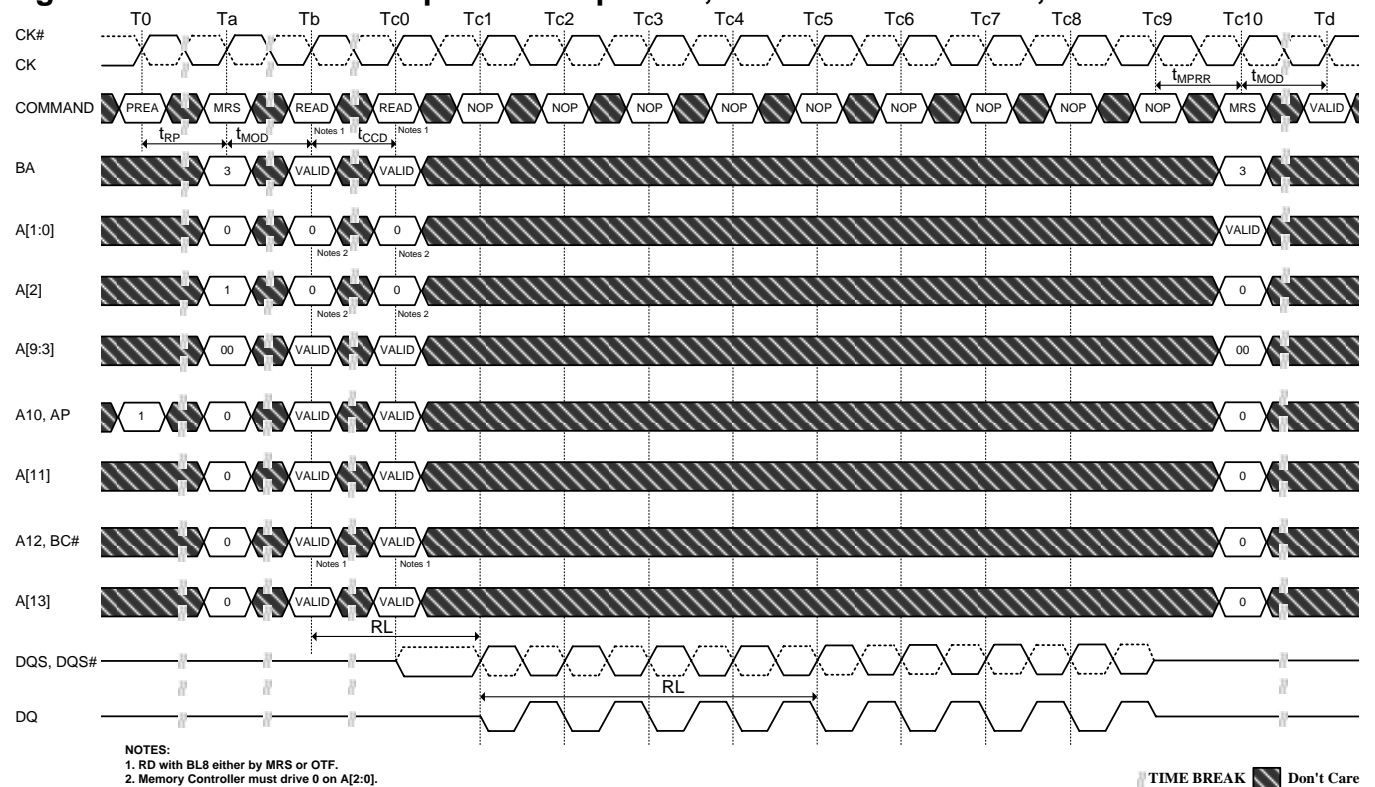 T0 Ta Tb Tc0 Tc1 Tc2 Tc3 Tc4 Tc5 Tc6 Tc7 Tc8 Tc9 Tc10 Td
CK#
CK
tMPRR tMOD
COMMAND PREA MRS READ READ NOP NOP NOP NOP NOP NOP NOP NOP NOP MRS VALID
Notes 1 Notes 1
tRP tMOD tCCD
BA 3 VALID VALID 3
A[1:0] 0 0 0 VALID
Notes 2 Notes 2
A[2] 1 0 0 0
Notes 2 Notes 2
A[9:3] 00 VALID VALID 00
A10, AP 1 0 VALID VALID 0
A[11] 0 VALID VALID 0
A12, BC# 0 VALID VALID 0
Notes 1 Notes 1
A[13] 0 VALID VALID 0
RL
DQS, DQS#
RL
DQ
NOTES:
1. RD with BL8 either by MRS or OTF.
2. Memory Controller must drive 0 on A[2:0].
TIME BREAK Don't Care